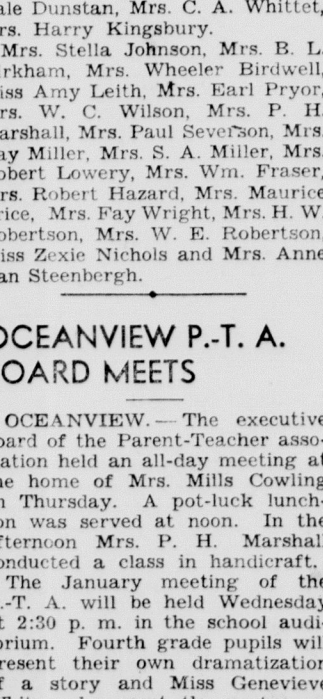 ale Dunstan, Mrs. C. A. Whittet,
rs. Harry Kingsbury.
Mrs. Stella Johnson, Mrs. B. L.
rkham, Mrs. Wheeler Birdwell,
iss Amy Leith, Mrs. Earl Pryor,
rs. W. C. Wilson, Mrs. P. H.
arshall, Mrs. Paul Severson, Mrs.
ay Miller, Mrs. S. A. Miller, Mrs.
obert Lowery, Mrs. Wm. Fraser,
rs. Robert Hazard, Mrs. Maurice
rice, Mrs. Fay Wright, Mrs. H. W.
obertson, Mrs. W. E. Robertson,
iss Zexie Nichols and Mrs. Anne
an Steenbergh.
OCEANVIEW P.-T. A.
OARD MEETS
OCEANVIEW. — The executive
oard of the Parent-Teacher asso-
iation held an all-day meeting at
he home of Mrs. Mills Cowling
n Thursday. A pot-luck lunch-
on was served at noon. In the
fternoon Mrs. P. H. Marshall
onducted a class in handicraft.
The January meeting of the
.-T. A. will be held Wednesday
t 2:30 p. m. in the school audi-
orium. Fourth grade pupils will
resent their own dramatization
f a story and Miss Genevieve